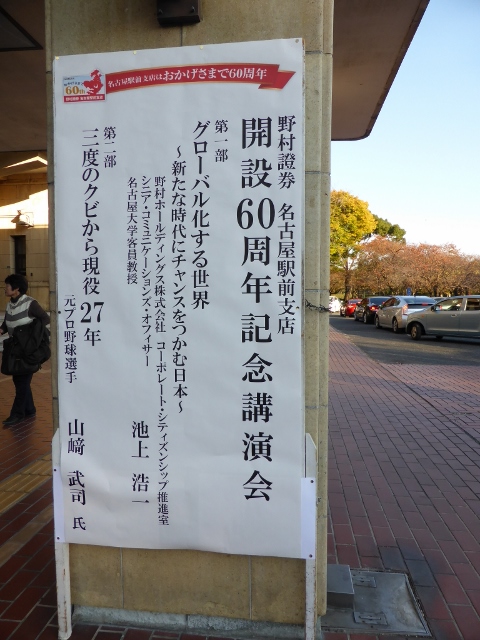 名古屋駅前支店はおかげさまで60周年
60
野村證券 名古屋駅前支店
開設60周年記念講演会
第一部
グローバル化する世界
～新たな時代にチャンスをつかむ日本～
野村ホールディングス株式会社 コーポレート・シティズンシップ推進室
シニア・コミュニケーションズ・オフィサー
名古屋大学客員教授
池上 浩一
第二部
三度のクビから現役27年
元プロ野球選手
山﨑 武司 氏